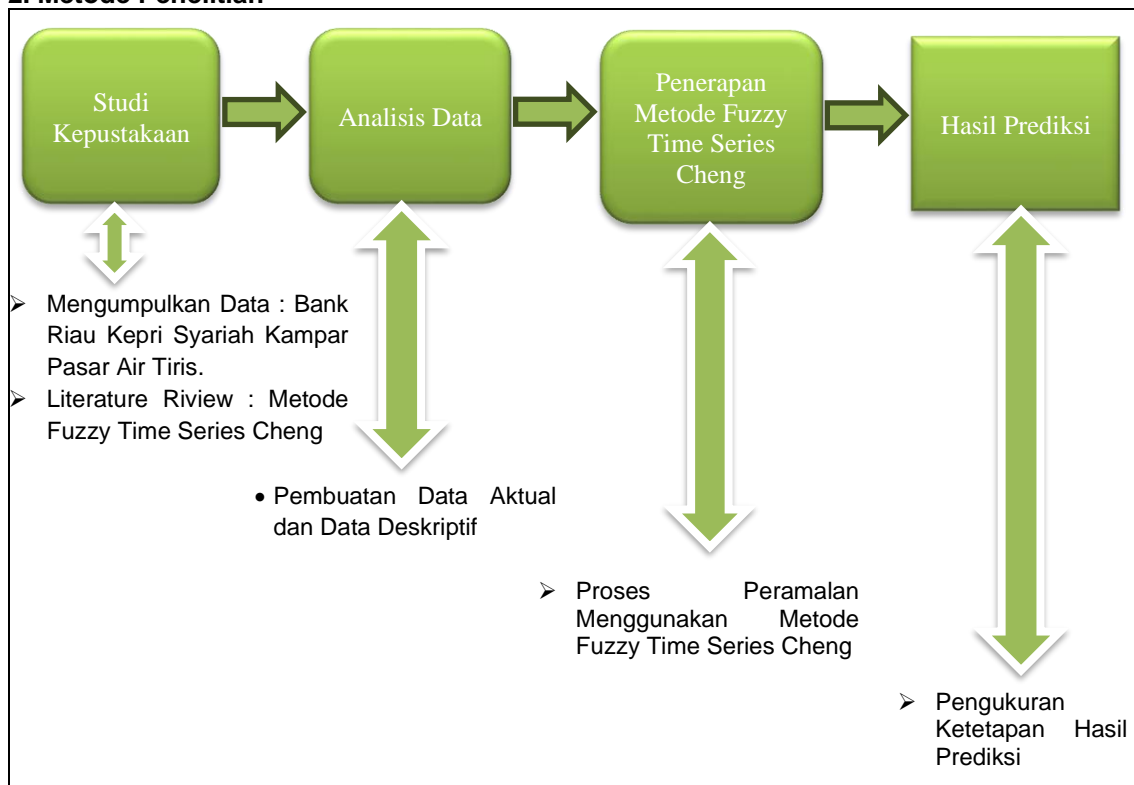 2. Metode Penelitian
Studi
Kepustakaan
Analisis Data
Penerapan
Metode Fuzzy
Time Series
Cheng
Hasil Prediksi
➢ Mengumpulkan Data : Bank
Riau Kepri Syariah Kampar
Pasar Air Tiris.
➢ Literature Riview : Metode
Fuzzy Time Series Cheng
• Pembuatan Data Aktual
dan Data Deskriptif
➢ Proses Peramalan
Menggunakan Metode
Fuzzy Time Series Cheng
➢ Pengukuran
Ketetapan Hasil
Prediksi